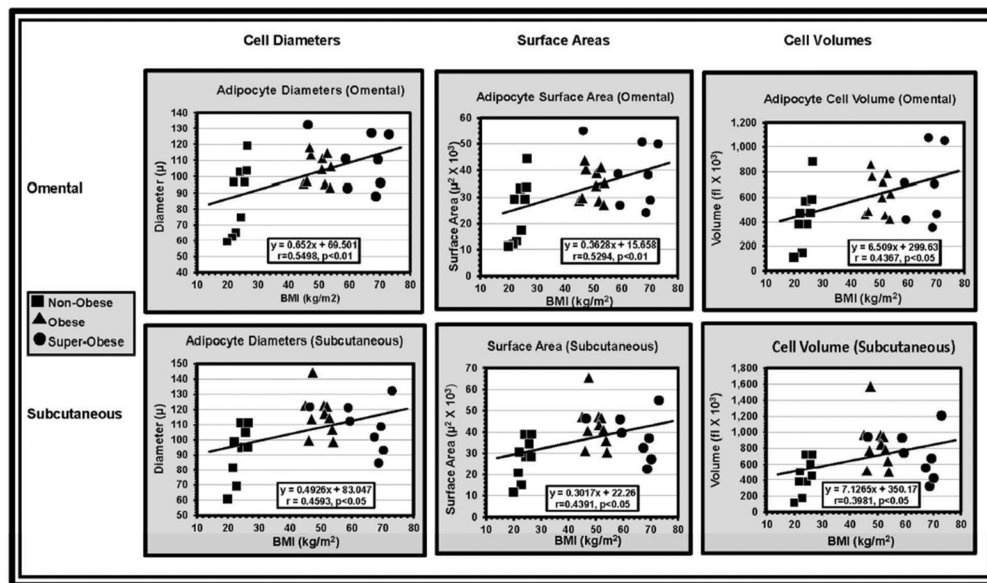 Cell Diameters
Surface Areas
Cell Volumes
Omental
Adipocyte Diameters (Omental)
Diameter (µ)
140
130
120
110
100
90
80
70
60
50
40
y = 0.652x + 69.501
r=0.5498, p<0.01
10 20 30 40 50 60 70 80
BMI (kg/m2)
Adipocyte Surface Area (Omental)
Surface Area (µ² X 10³)
60
50
40
30
20
10
0
y = 0.3628x + 15.658
r=0.5294, p<0.01
10 20 30 40 50 60 70 80
BMI (kg/m²)
Adipocyte Cell Volume (Omental)
Volume (fl X 10³)
1,200
1,000
800
600
400
200
0
y = 6.509x + 299.63
r = 0.4367, p<0.05
10 20 30 40 50 60 70 80
BMI (kg/m²)
Non-Obese
Obese
Super-Obese
Subcutaneous
Adipocyte Diameters (Subcutaneous)
Diameter (µ)
150
140
130
120
110
100
90
80
70
60
50
y = 0.4926x + 83.047
r = 0.4593, p<0.05
10 20 30 40 50 60 70 80
BMI (kg/m²)
Surface Area (Subcutaneous)
Surface Area (µ² X 10³)
70
60
50
40
30
20
10
0
y = 0.3017x + 22.26
r=0.4391, p<0.05
10 20 30 40 50 60 70 80
BMI (kg/m²)
Cell Volume (Subcutaneous)
Volume (fl X 10³)
1,800
1,600
1,400
1,200
1,000
800
600
400
200
0
y = 7.1265x + 350.17
r=0.3981, p<0.05
10 20 30 40 50 60 70 80
BMI (kg/m²)